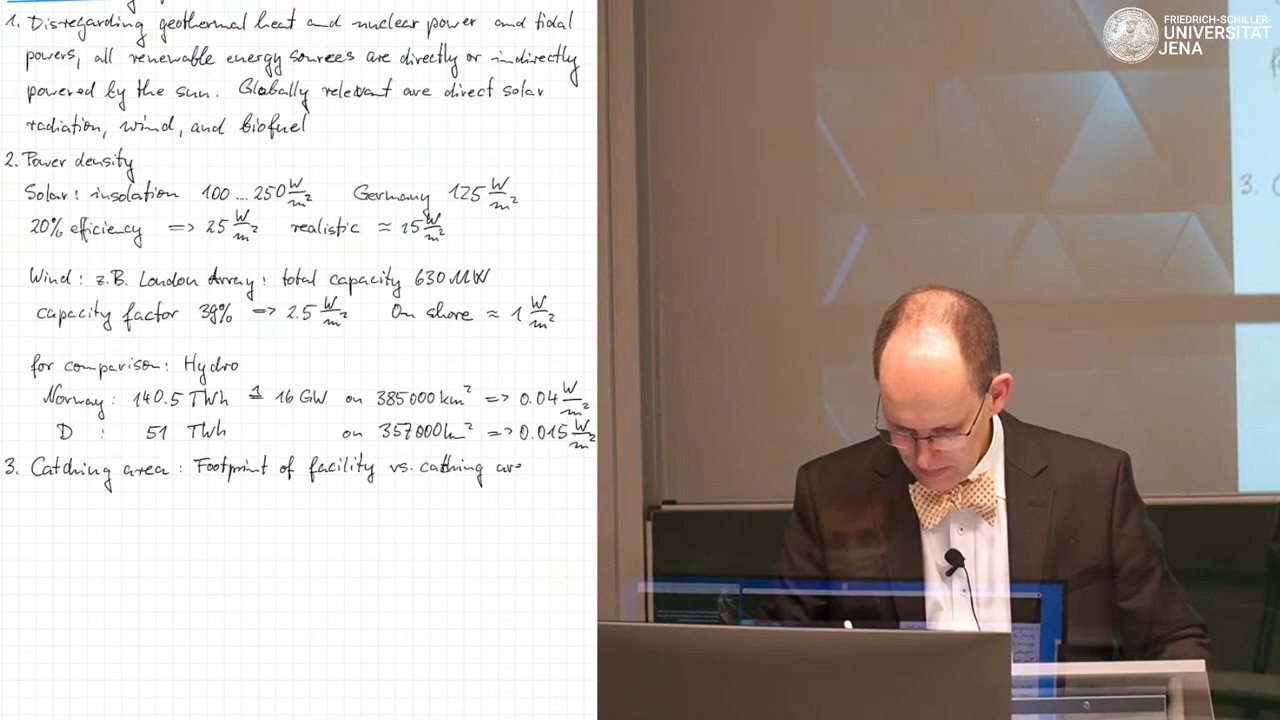 1. Disregarding geothermal heat and nuclear power and tidal
powers, all renewable energy sources are directly or indirectly
powered by the sun. Globally relevant are direct solar
radiation, wind, and biofuel
2. Power density
Solar: insolation 100 ... 250 W/m² Germany 125 W/m²
20% efficiency => 25 W/m² realistic ≈ 15 W/m²
Wind: z.B. London Array: total capacity 630 MW
capacity factor 39% => 2.5 W/m² On shore ≈ 1 W/m²
for comparison: Hydro
Norway: 140.5 TWh ≙ 16 GW on 385000 km² => 0.04 W/m²
D : 51 TWh on 357000 km² => 0.015 W/m²
3. Catching area: Footprint of facility vs. cathing are
FRIEDRICH-SCHILLER-
UNIVERSITÄT
JENA
3.